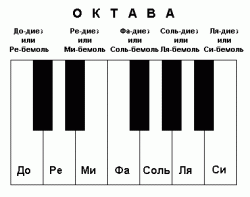 О К Т А В А
До-диез Ре-диез Фа-диез Соль-диез Ля-диез
или или или или или
Ре-бемоль Ми-бемоль Соль-бемоль Ля-бемоль Си-бемоль
До Ре Ми Фа Соль Ля Си